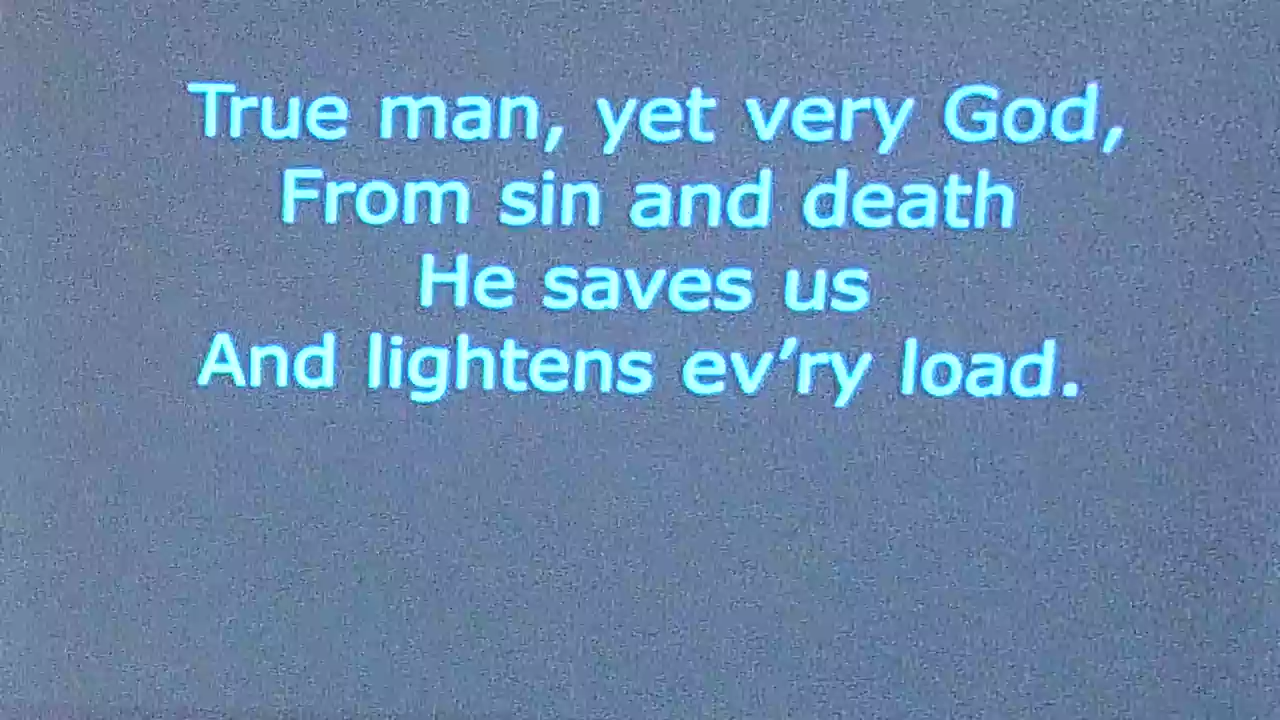 True man, yet very God,
From sin and death
He saves us
And lightens ev’ry load.